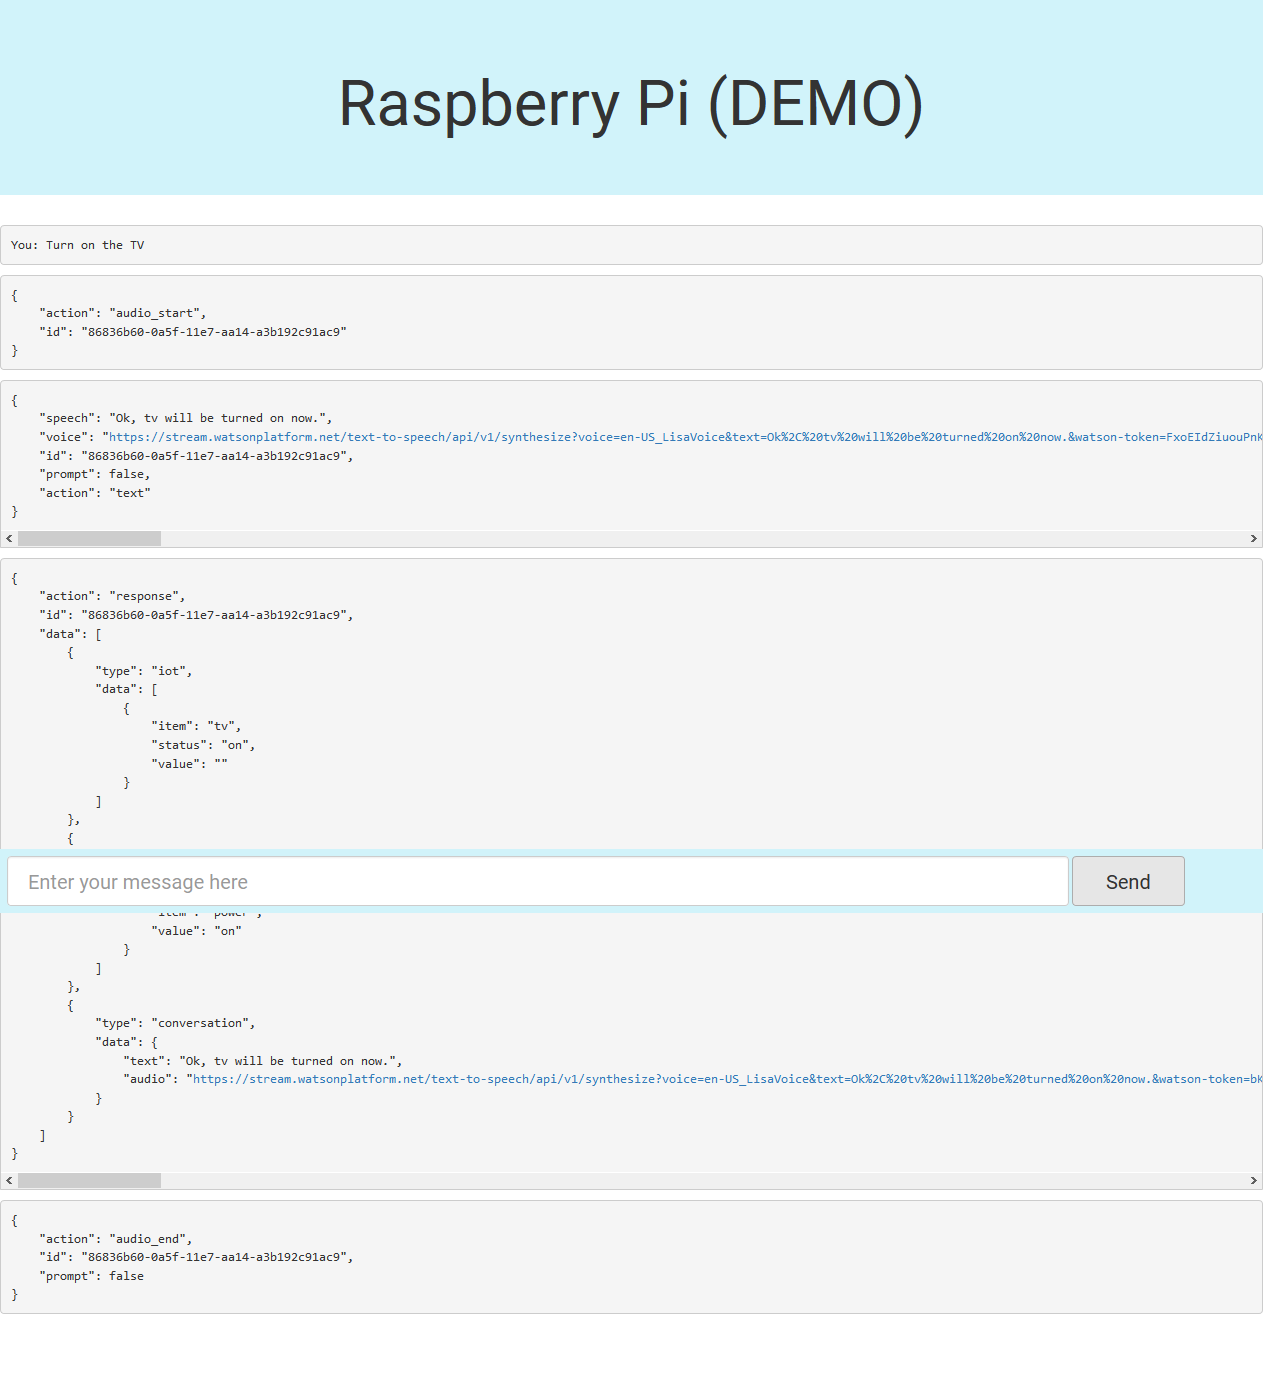 Raspberry Pi (DEMO)
You: Turn on the TV
{
    "action": "audio_start",
    "id": "86836b60-0a5f-11e7-aa14-a3b192c91ac9"
}
{
    "speech": "Ok, tv will be turned on now.",
    "voice": "https://stream.watsonplatform.net/text-to-speech/api/v1/synthesize?voice=en-US_LisaVoice&text=Ok%2C%20tv%20will%20be%20turned%20on%20now.&watson-token=FxoEIdZiuouPnK
    "id": "86836b60-0a5f-11e7-aa14-a3b192c91ac9",
    "prompt": false,
    "action": "text"
}
{
    "action": "response",
    "id": "86836b60-0a5f-11e7-aa14-a3b192c91ac9",
    "data": [
        {
            "type": "iot",
            "data": [
                {
                    "item": "tv",
                    "status": "on",
                    "value": ""
                }
            ]
        },
        {
Enter your message here Send
                    "item": "power",
                    "value": "on"
                }
            ]
        },
        {
            "type": "conversation",
            "data": {
                "text": "Ok, tv will be turned on now.",
                "audio": "https://stream.watsonplatform.net/text-to-speech/api/v1/synthesize?voice=en-US_LisaVoice&text=Ok%2C%20tv%20will%20be%20turned%20on%20now.&watson-token=bK
            }
        }
    ]
}
{
    "action": "audio_end",
    "id": "86836b60-0a5f-11e7-aa14-a3b192c91ac9",
    "prompt": false
}